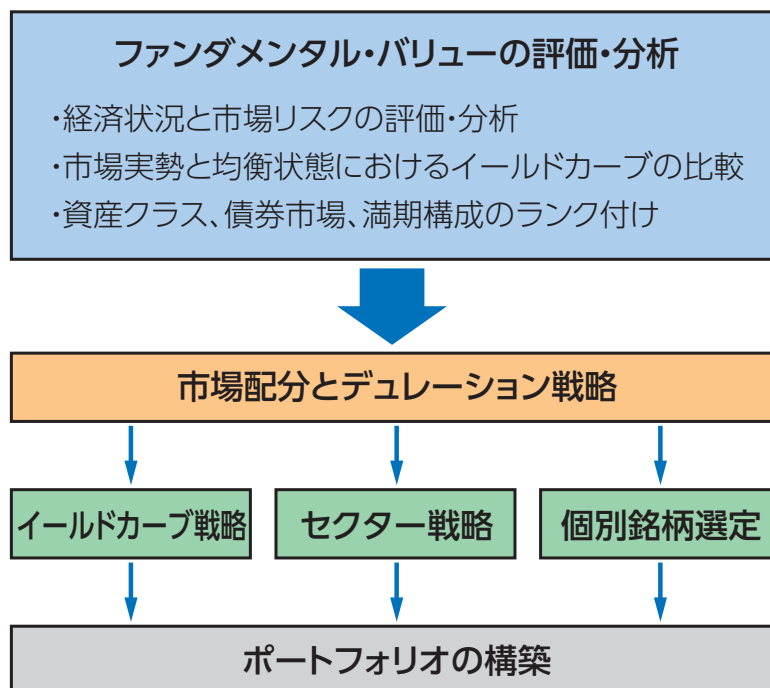 ファンダメンタル・バリューの評価・分析
・経済状況と市場リスクの評価・分析
・市場実勢と均衡状態におけるイールドカーブの比較
・資産クラス、債券市場、満期構成のランク付け
市場配分とデュレーション戦略
イールドカーブ戦略
セクター戦略
個別銘柄選定
ポートフォリオの構築